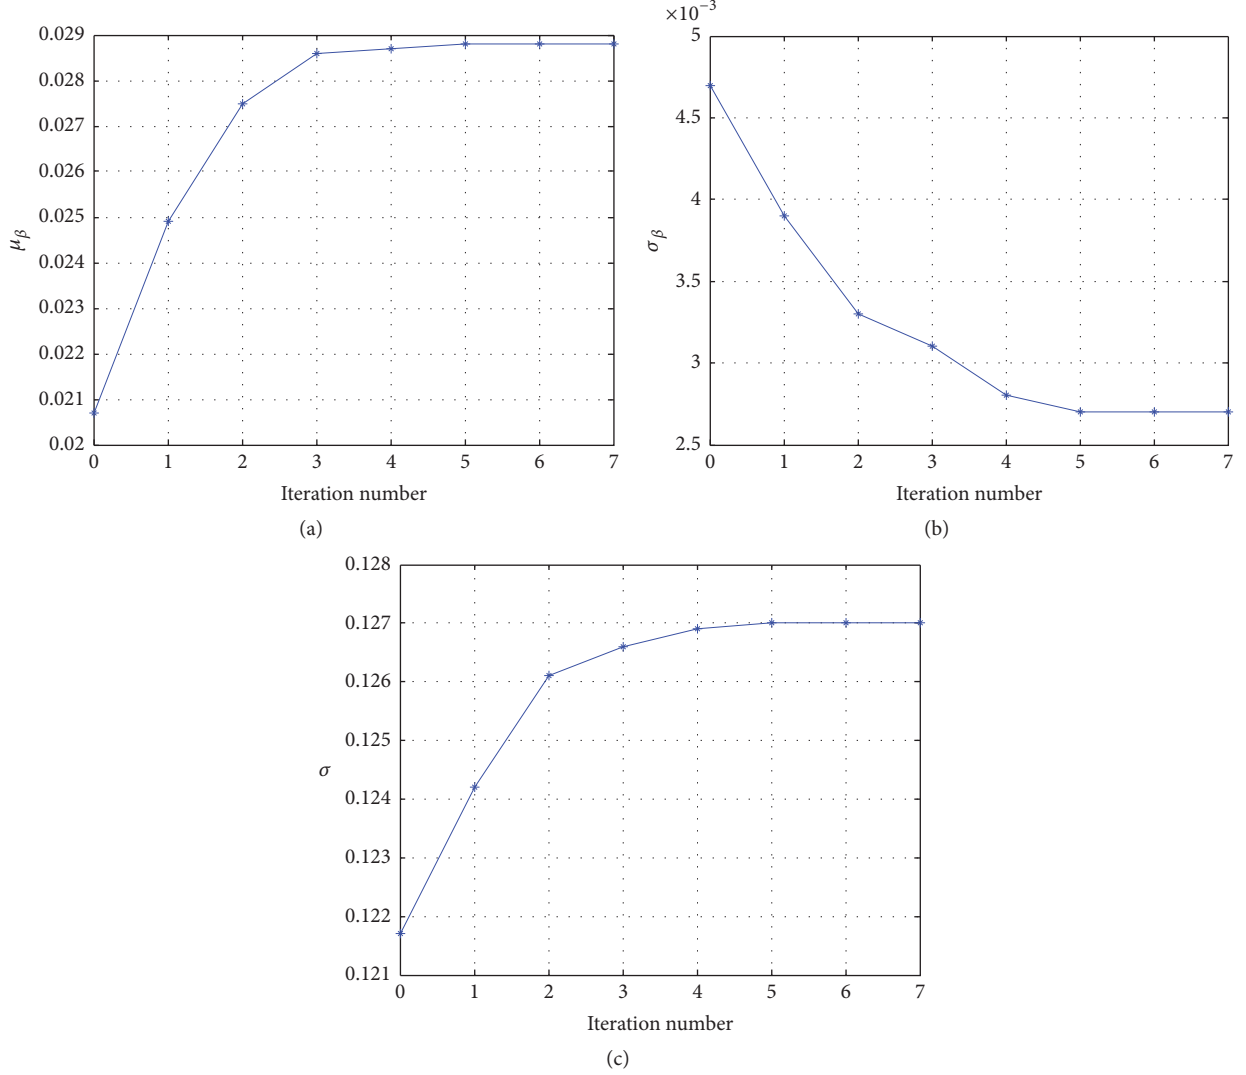 0.029
0.028
0.027
0.026
0.025
0.024
0.023
0.022
0.021
0.02
μβ
0 1 2 3 4 5 6 7
Iteration number
(a)
×10−3
5
4.5
4
3.5
3
2.5
σβ
0 1 2 3 4 5 6 7
Iteration number
(b)
0.128
0.127
0.126
0.125
0.124
0.123
0.122
0.121
σ
0 1 2 3 4 5 6 7
Iteration number
(c)